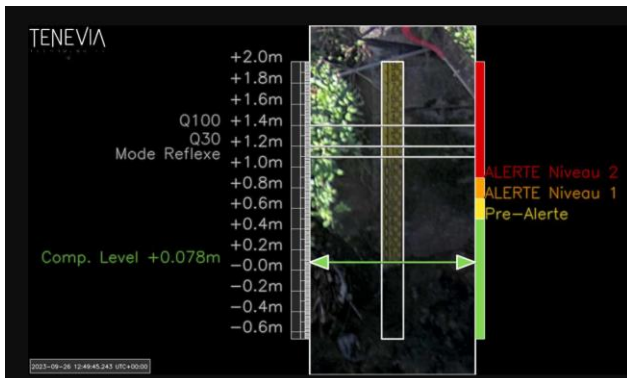 TENEVIA
+2.0m
+1.8m
+1.6m
Q100 +1.4m
Q30 +1.2m
Mode Reflexe
+1.0m
+0.8m
ALERTE Niveau 2
+0.6m
ALERTE Niveau 1
+0.4m
Pre-Alerte
+0.2m
Comp. Level +0.078m
-0.0m
-0.2m
-0.4m
-0.6m
2023-09-26 12:49:45.243 UTC+00:00